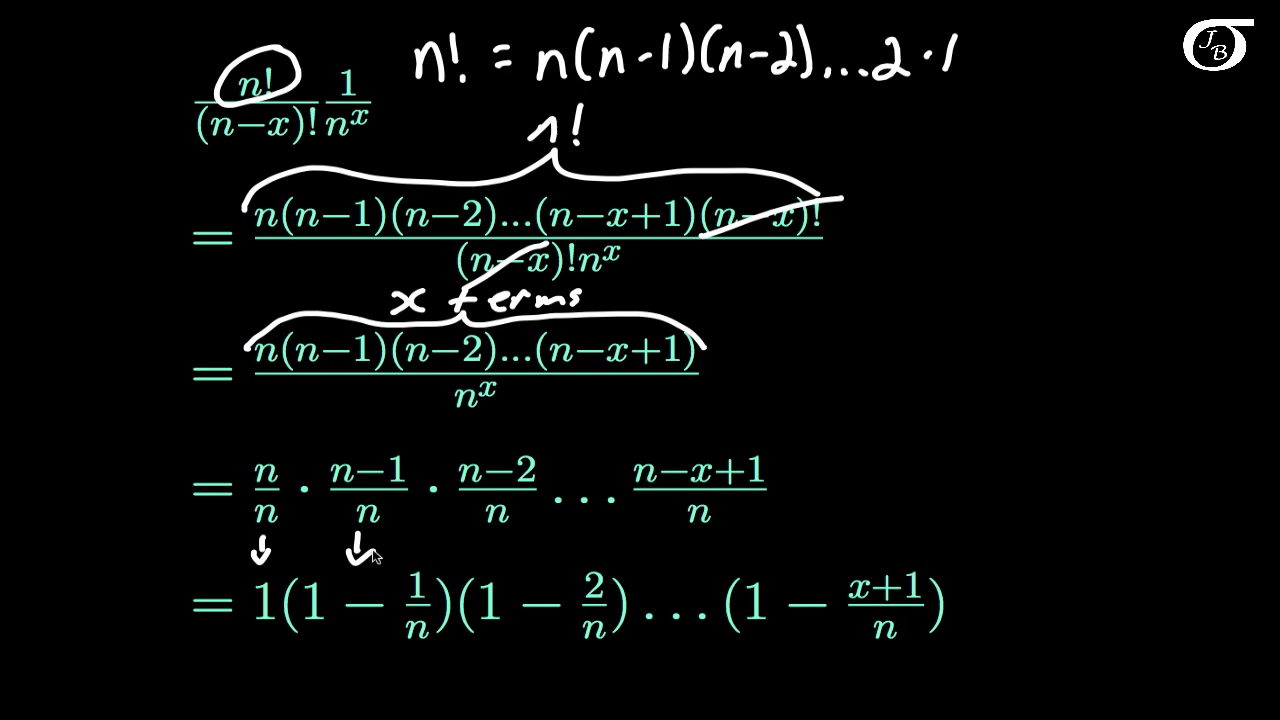 n! = n(n-1)(n-2)...2·1
JB
n!/(n−x)! 1/n^x
n!
= n(n−1)(n−2)...(n−x+1)(n−x)!/(n−x)!n^x
x terms
= n(n−1)(n−2)...(n−x+1)/n^x
= n/n · n−1/n · n−2/n ... n−x+1/n
= 1(1 − 1/n)(1 − 2/n)...(1 − x+1/n)